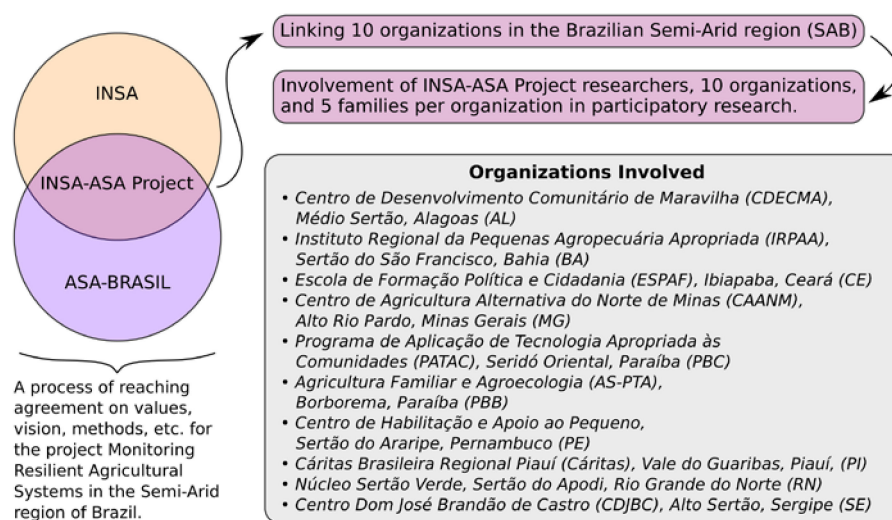 INSA
INSA-ASA Project
ASA-BRASIL
A process of reaching
agreement on values,
vision, methods, etc. for
the project Monitoring
Resilient Agricultural
Systems in the Semi-Arid
region of Brazil.
Linking 10 organizations in the Brazilian Semi-Arid region (SAB)
Involvement of INSA-ASA Project researchers, 10 organizations,
and 5 families per organization in participatory research.
Organizations Involved
• Centro de Desenvolvimento Comunitário de Maravilha (CDECMA),
Médio Sertão, Alagoas (AL)
• Instituto Regional da Pequenas Agropecuária Apropriada (IRPAA),
Sertão do São Francisco, Bahia (BA)
• Escola de Formação Política e Cidadania (ESPAF), Ibiapaba, Ceará (CE)
• Centro de Agricultura Alternativa do Norte de Minas (CAANM),
Alto Rio Pardo, Minas Gerais (MG)
• Programa de Aplicação de Tecnologia Apropriada às
Comunidades (PATAC), Seridó Oriental, Paraíba (PBC)
• Agricultura Familiar e Agroecologia (AS-PTA),
Borborema, Paraíba (PBB)
• Centro de Habilitação e Apoio ao Pequeno,
Sertão do Araripe, Pernambuco (PE)
• Cáritas Brasileira Regional Piauí (Cáritas), Vale do Guaribas, Piauí, (PI)
• Núcleo Sertão Verde, Sertão do Apodi, Rio Grande do Norte (RN)
• Centro Dom José Brandão de Castro (CDJBC), Alto Sertão, Sergipe (SE)